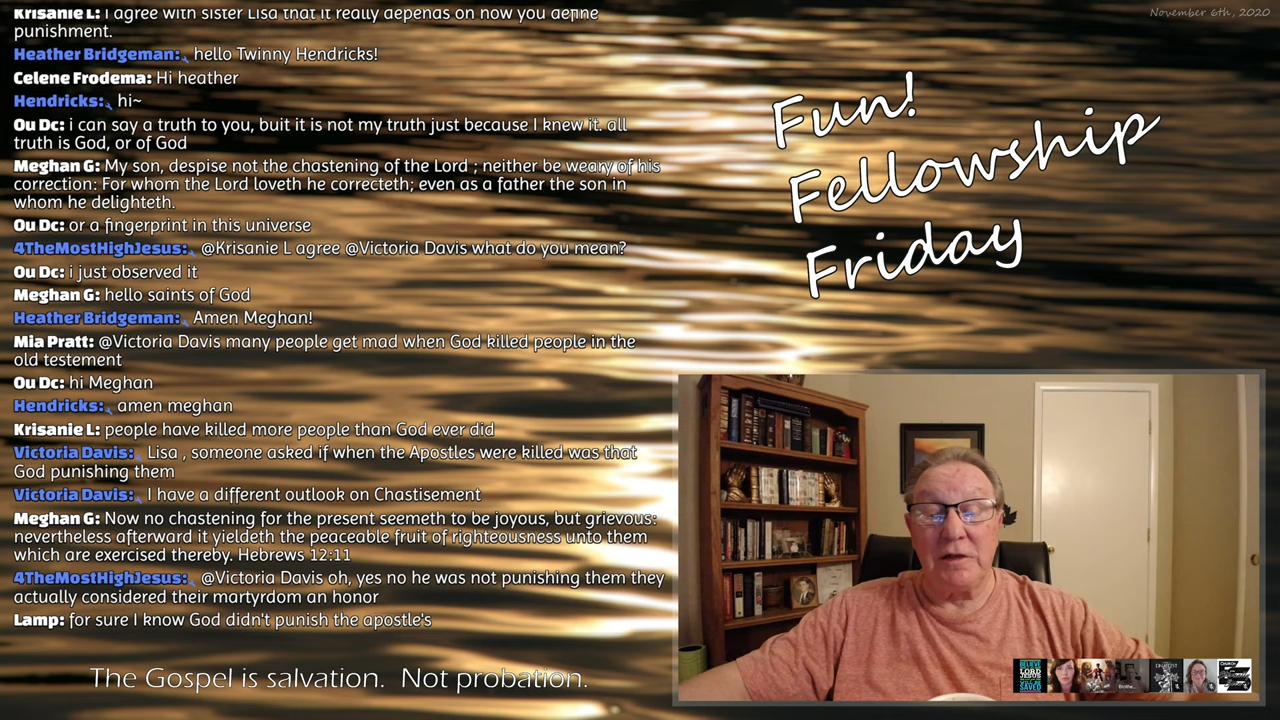 Krisanie L: I agree with sister Lisa that it really depends on how you define
punishment.
Heather Bridgeman: hello Twinny Hendricks!
Celene Frodema: Hi heather
Hendricks: hi~
Ou Dc: i can say a truth to you, buit it is not my truth just because I knew it. all
truth is God, or of God
Meghan G: My son, despise not the chastening of the Lord ; neither be weary of his
correction: For whom the Lord loveth he correcteth; even as a father the son in
whom he delighteth.
Ou Dc: or a fingerprint in this universe
4TheMostHighJesus: @Krisanie L agree @Victoria Davis what do you mean?
Ou Dc: i just observed it
Meghan G: hello saints of God
Heather Bridgeman: Amen Meghan!
Mia Pratt: @Victoria Davis many people get mad when God killed people in the
old testement
Ou Dc: hi Meghan
Hendricks: amen meghan
Krisanie L: people have killed more people than God ever did
Victoria Davis: Lisa , someone asked if when the Apostles were killed was that
God punishing them
Victoria Davis: I have a different outlook on Chastisement
Meghan G: Now no chastening for the present seemeth to be joyous, but grievous:
nevertheless afterward it yieldeth the peaceable fruit of righteousness unto them
which are exercised thereby. Hebrews 12:11
4TheMostHighJesus: @Victoria Davis oh, yes no he was not punishing them they
actually considered their martyrdom an honor
Lamp: for sure I know God didn't punish the apostle's
The Gospel is salvation. Not probation.
November 6th, 2020
Fun!
Fellowship
Friday
BELIEVE
LORD
JESUS
SAVED